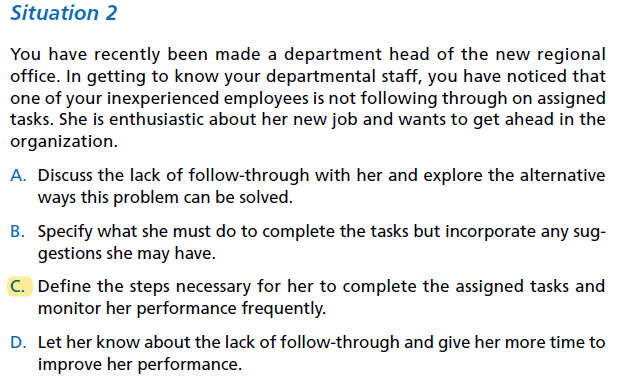 Situation 2
You have recently been made a department head of the new regional
office. In getting to know your departmental staff, you have noticed that
one of your inexperienced employees is not following through on assigned
tasks. She is enthusiastic about her new job and wants to get ahead in the
organization.
A. Discuss the lack of follow-through with her and explore the alternative
ways this problem can be solved.
B. Specify what she must do to complete the tasks but incorporate any sug-
gestions she may have.
C. Define the steps necessary for her to complete the assigned tasks and
monitor her performance frequently.
D. Let her know about the lack of follow-through and give her more time to
improve her performance.